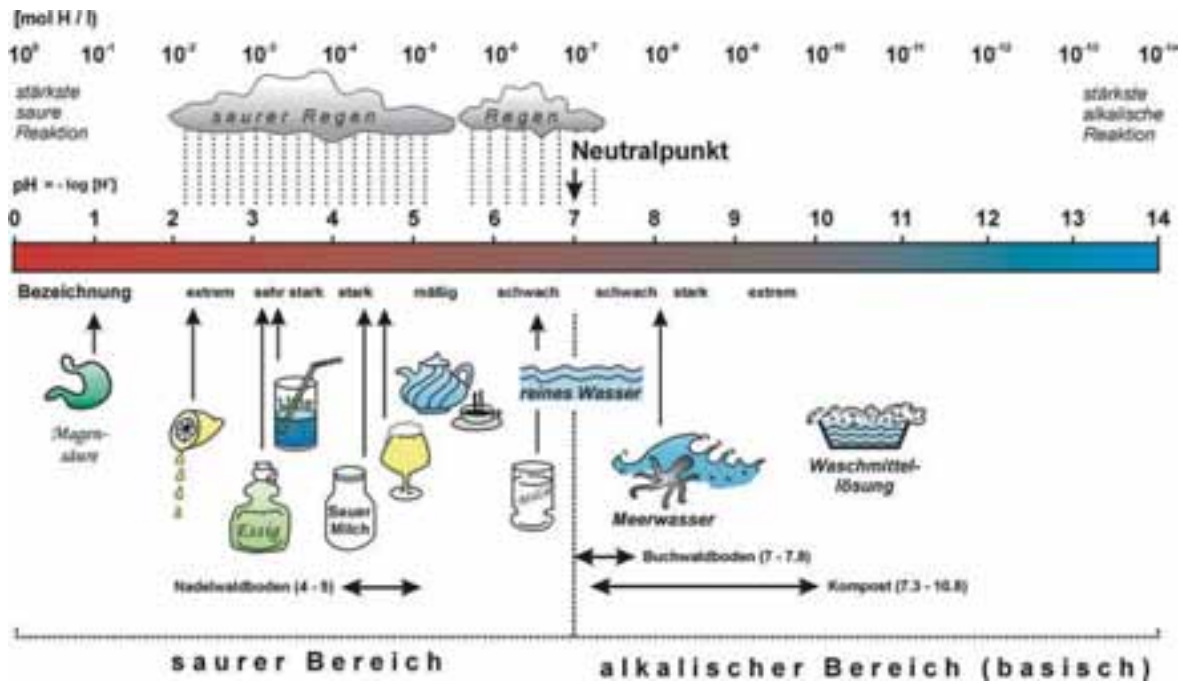 [mol H / l]
10⁰ 10⁻¹ 10⁻² 10⁻³ 10⁻⁴ 10⁻⁵ 10⁻⁶ 10⁻⁷ 10⁻⁸ 10⁻⁹ 10⁻¹⁰ 10⁻¹¹ 10⁻¹² 10⁻¹³ 10⁻¹⁴
stärkste
saure
Reaktion
saurer Regen
Regen
stärkste
alkalische
Reaktion
Neutralpunkt
pH = - log [H⁺]
0 1 2 3 4 5 6 7 8 9 10 11 12 13 14
Bezeichnung extrem sehr stark stark mäßig schwach schwach stark extrem
Magen-
säure
Essig
Sauer
Milch
reines Wasser
Milch
Meerwasser
Waschmittel-
lösung
Buchwaldboden (7 - 7.8)
Nadelwaldboden (4 - 5)
Kompost (7.3 - 10.8)
saurer Bereich
alkalischer Bereich (basisch)